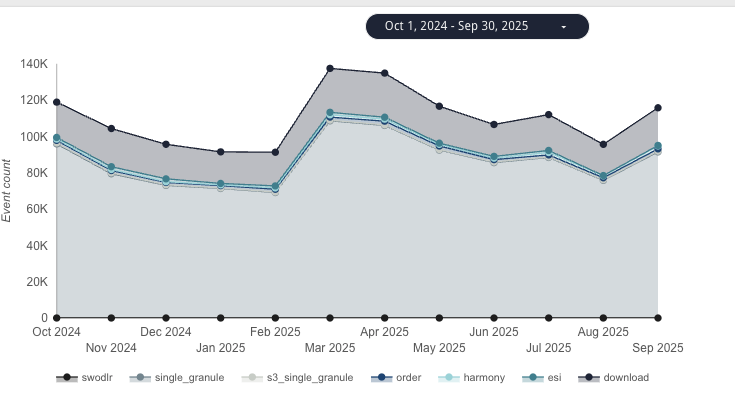 Oct 1, 2024 - Sep 30, 2025
140K
120K
100K
80K
60K
40K
20K
0
Event count
Oct 2024 Dec 2024 Feb 2025 Apr 2025 Jun 2025 Aug 2025
Nov 2024 Jan 2025 Mar 2025 May 2025 Jul 2025 Sep 2025
swodlr single_granule s3_single_granule order harmony esi download